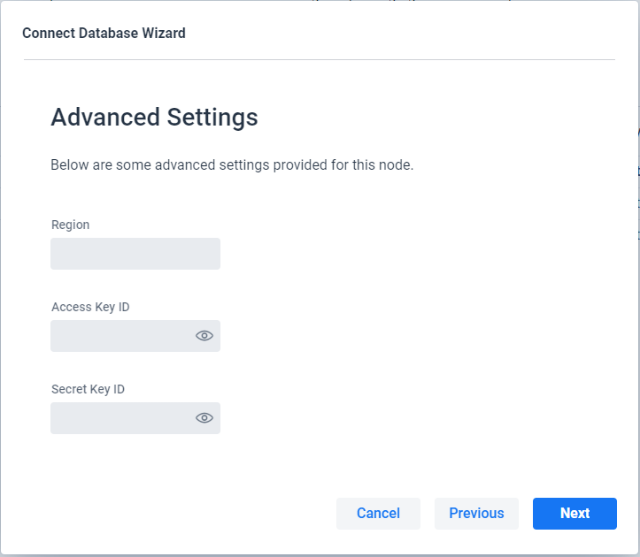 Connect Database Wizard
Advanced Settings
Below are some advanced settings provided for this node.
Region
Access Key ID
Secret Key ID
Cancel
Previous
Next